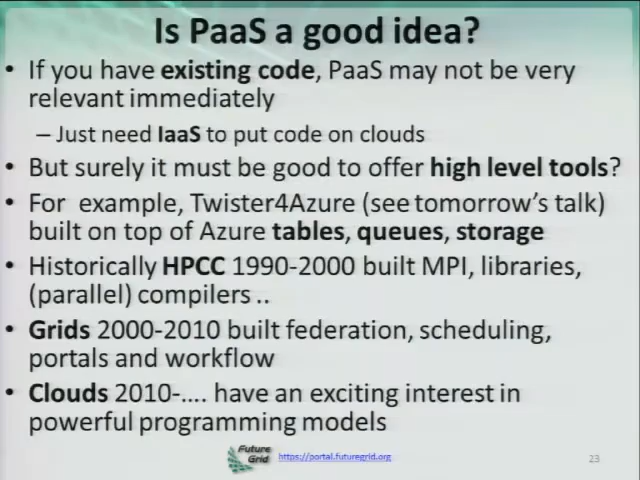 Is PaaS a good idea?
• If you have existing code, PaaS may not be very
relevant immediately
– Just need IaaS to put code on clouds
• But surely it must be good to offer high level tools?
• For example, Twister4Azure (see tomorrow's talk)
built on top of Azure tables, queues, storage
• Historically HPCC 1990-2000 built MPI, libraries,
(parallel) compilers ..
• Grids 2000-2010 built federation, scheduling,
portals and workflow
• Clouds 2010-.... have an exciting interest in
powerful programming models
Future
Grid
https://portal.futuregrid.org
23